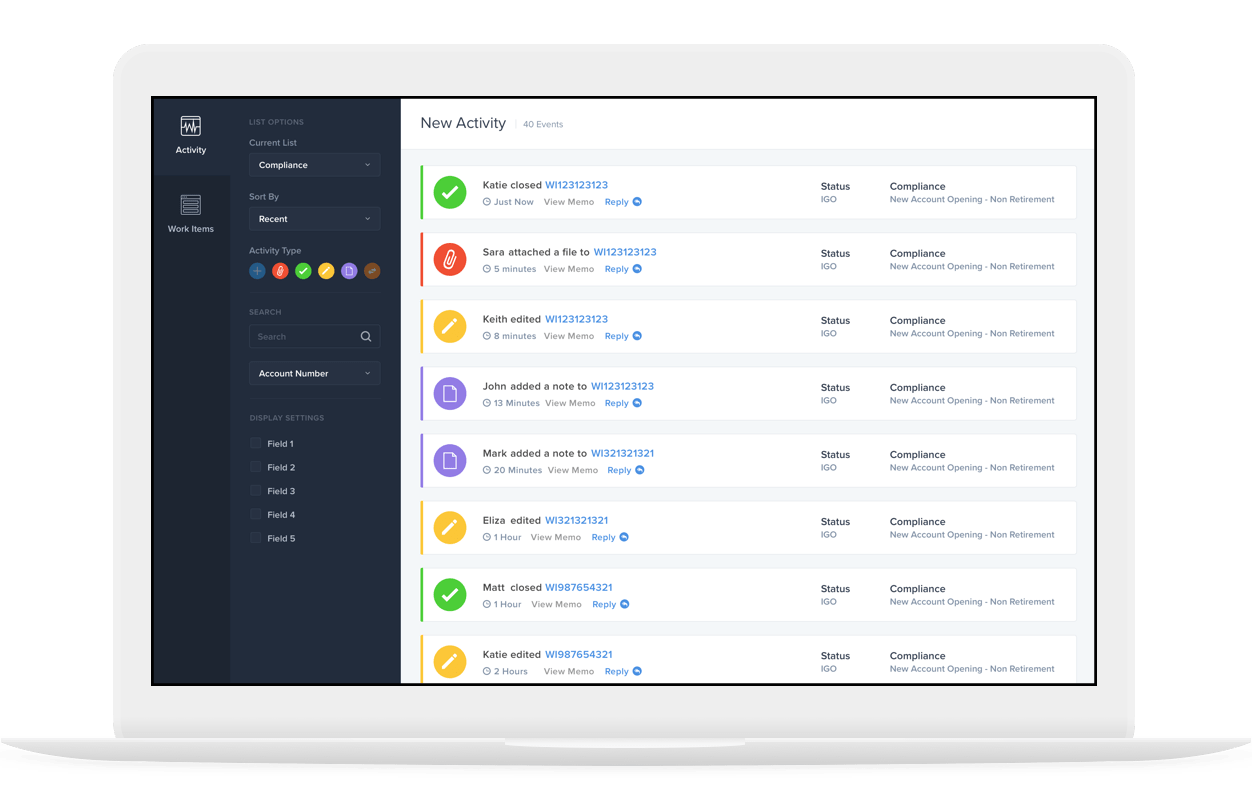 Activity
Work Items
LIST OPTIONS
Current List
Compliance
Sort By
Recent
Activity Type
SEARCH
Search
Account Number
DISPLAY SETTINGS
Field 1
Field 2
Field 3
Field 4
Field 5
New Activity 40 Events
Katie closed WI123123123
Just Now View Memo Reply
Status
IGO
Compliance
New Account Opening - Non Retirement
Sara attached a file to WI123123123
5 minutes View Memo Reply
Status
IGO
Compliance
New Account Opening - Non Retirement
Keith edited WI123123123
8 minutes View Memo Reply
Status
IGO
Compliance
New Account Opening - Non Retirement
John added a note to WI123123123
13 Minutes View Memo Reply
Status
IGO
Compliance
New Account Opening - Non Retirement
Mark added a note to WI321321321
20 Minutes View Memo Reply
Status
IGO
Compliance
New Account Opening - Non Retirement
Eliza edited WI321321321
1 Hour View Memo Reply
Status
IGO
Compliance
New Account Opening - Non Retirement
Matt closed WI987654321
1 Hour View Memo Reply
Status
IGO
Compliance
New Account Opening - Non Retirement
Katie edited WI987654321
2 Hours View Memo Reply
Status
IGO
Compliance
New Account Opening - Non Retirement